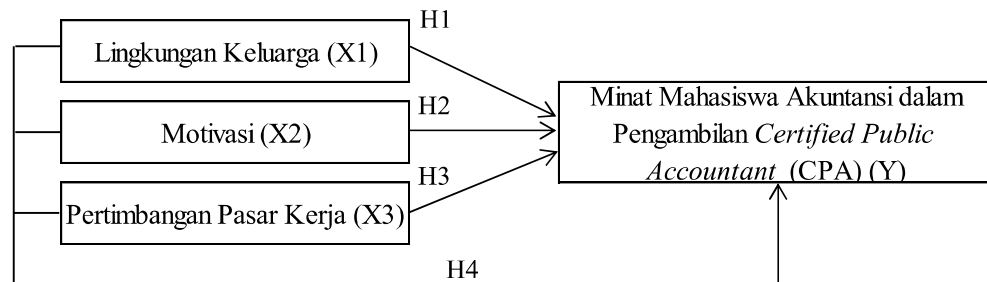 H1
Lingkungan Keluarga (X1)
H2
Motivasi (X2)
H3
Pertimbangan Pasar Kerja (X3)
Minat Mahasiswa Akuntansi dalam
Pengambilan Certified Public
Accountant (CPA) (Y)
H4